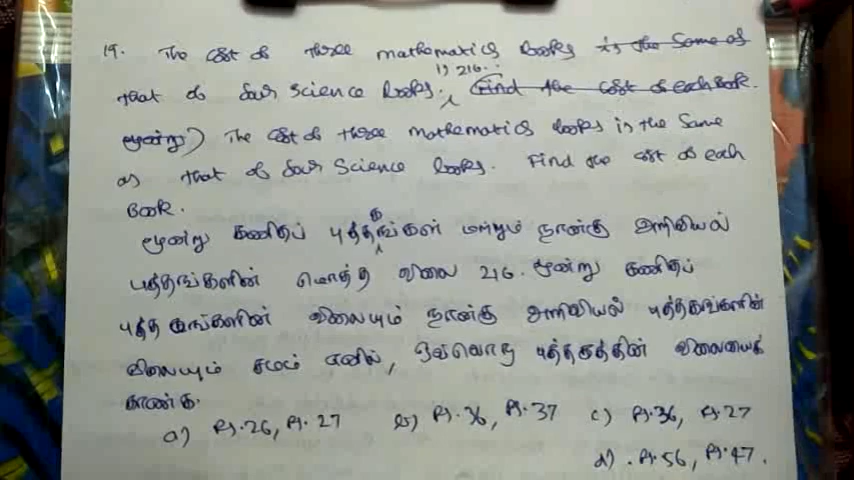 19. The cost of three mathematics books is the same as
is 216.
that of four science books. Find the cost of each book.
மூன்று) The cost of three mathematics books is the same
as that of four science books. Find the cost of each
Book.
மூன்று கணிதப் புத்தகங்கள் மற்றும் நான்கு அறிவியல்
புத்தகங்களின் மொத்த விலை 216. மூன்று கணிதப்
புத்தகங்களின் விலையும் நான்கு அறிவியல் புத்தகங்களின்
விலையும் சமம் எனில், ஒவ்வொரு புத்தகத்தின் விலையைக்
காண்க.
a) Rs.26, Rs.27 b) Rs.36, Rs.37 c) Rs.36, Rs.27
d) Rs.56, Rs.47.